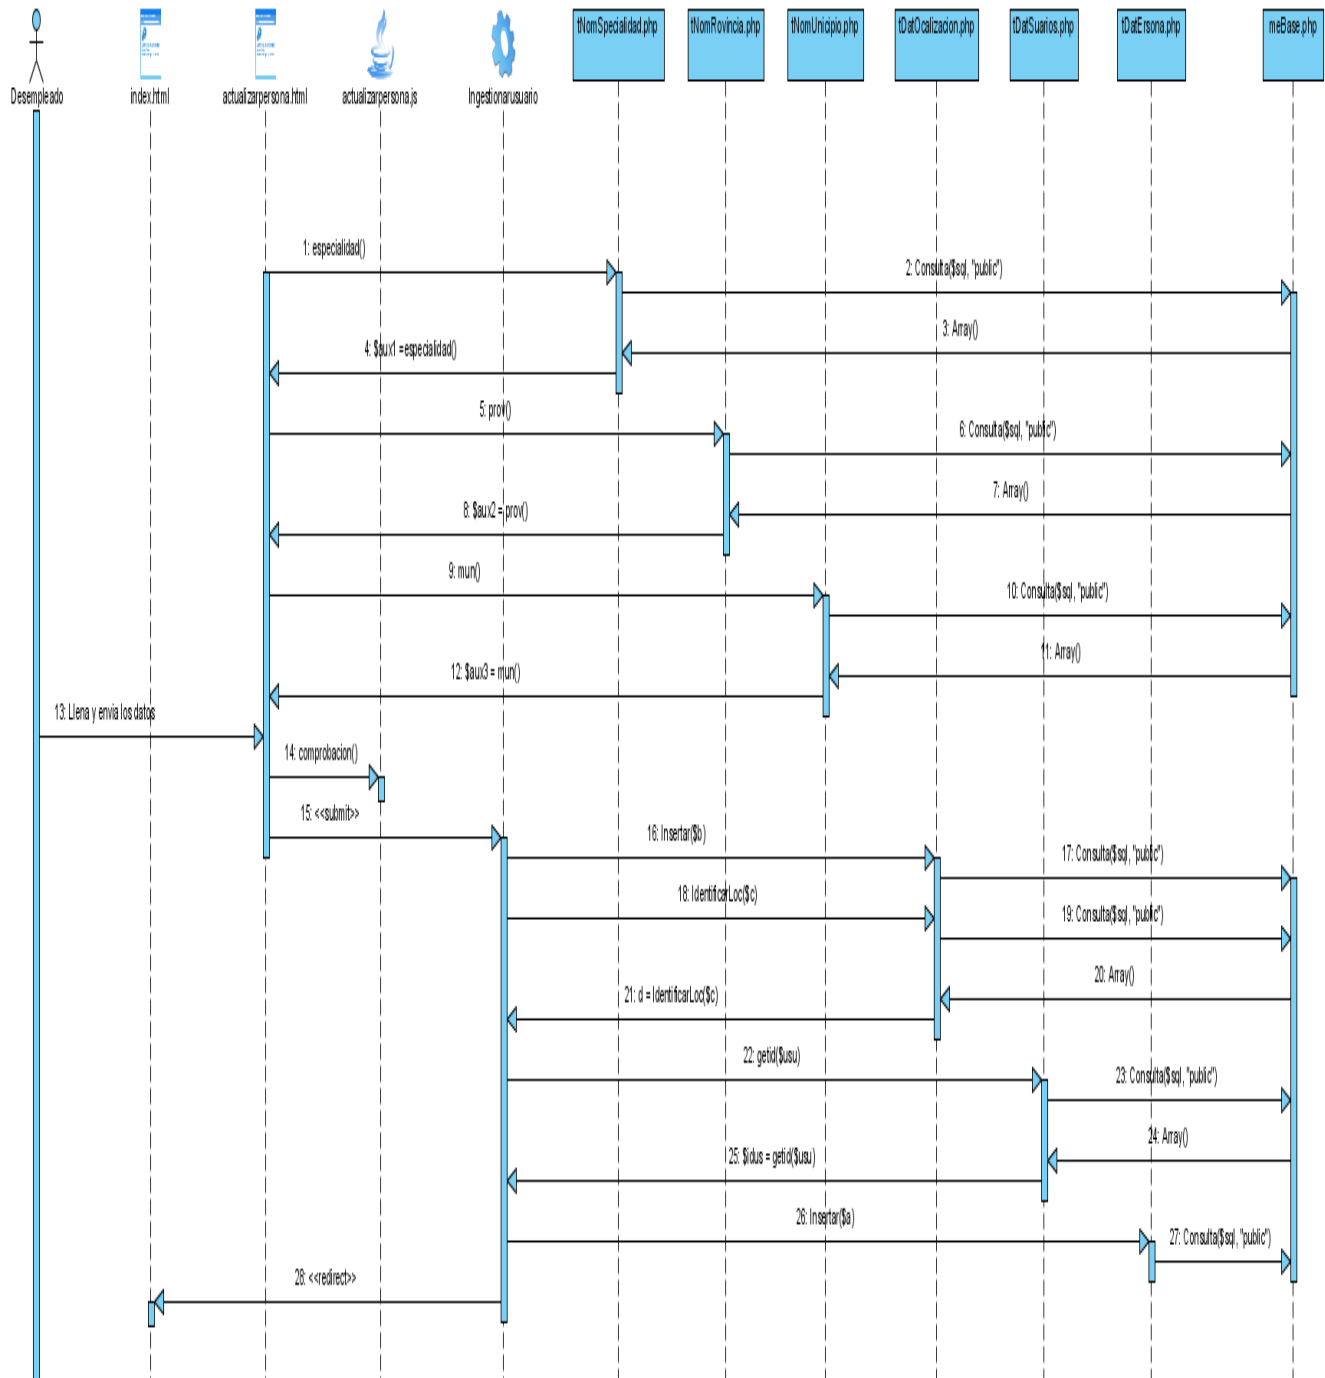 tNomSpecialidad.php
tNomRovincia.php
tNomUnicipio.php
tDatOcalizacion.php
tDatSuarios.php
tDatErsona.php
meBase.php
Desempleado
index.html
actualizarpersona.html
actualizarpersona.js
Ingestionarusuario
1: especialidad()
2: Consulta($sql, "public")
3: Array()
4: $aux1 =especialidad()
5: prov()
6: Consulta($sql, "public")
7: Array()
8: $aux2 = prov()
9: mun()
10: Consulta($sql, "public")
11: Array()
12: $aux3 = mun()
13: Llena y envia los datos
14: comprobacion()
15: <<submit>>
16: Insertar($b)
17: Consulta($sql, "public")
18: IdentificarLoc($c)
19: Consulta($sql, "public")
20: Array()
21: d = IdentificarLoc($c)
22: getid($usu)
23: Consulta($sql, "public")
24: Array()
25: $idus = getid($usu)
26: Insertar($a)
27: Consulta($sql, "public")
28: <<redirect>>